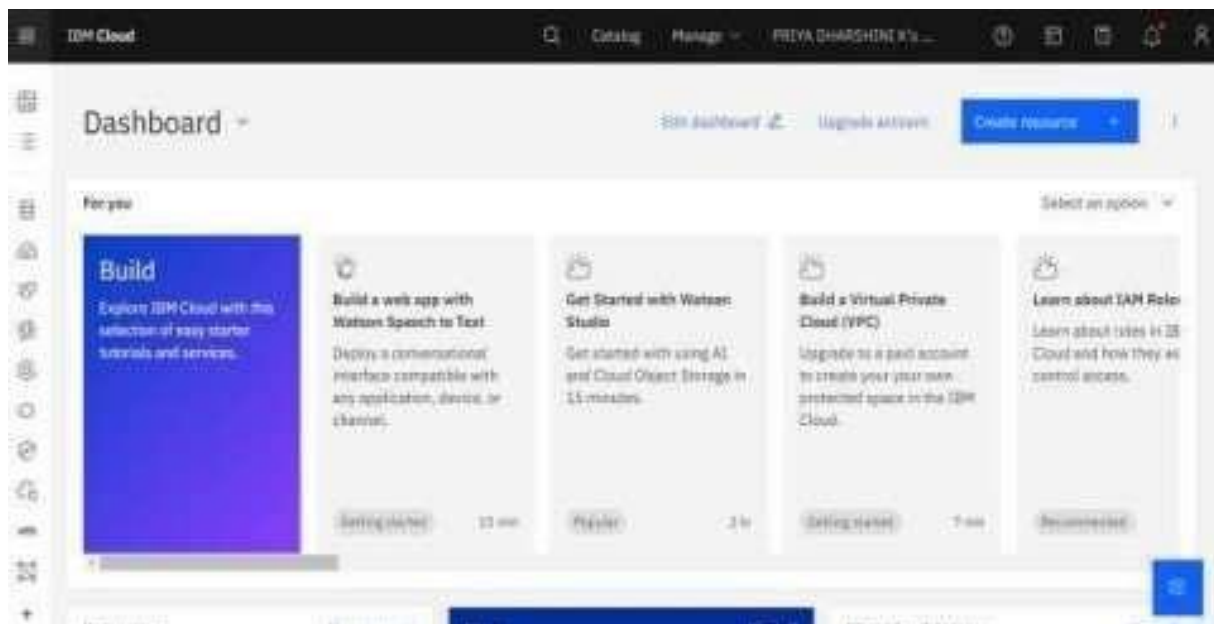 IBM Cloud
Catalog
Manage
PRIYA DHARSHINI K's ...
Dashboard
Edit dashboard
Upgrade account
Create resource +
For you
Select an option
Build
Explore IBM Cloud with this
selection of easy starter
tutorials and services.
Build a web app with
Watson Speech to Text
Deploy a conversational
interface compatible with
any application, device, or
channel.
Getting started
Get Started with Watson
Studio
Get started with using AI
and Cloud Object Storage in
15 minutes.
Popular
Build a Virtual Private
Cloud (VPC)
Upgrade to a paid account
to create your your own
protected space in the IBM
Cloud.
Getting started
7 min
Learn about IAM Roles
Learn about roles in IB
Cloud and how they
control access.
Recommended